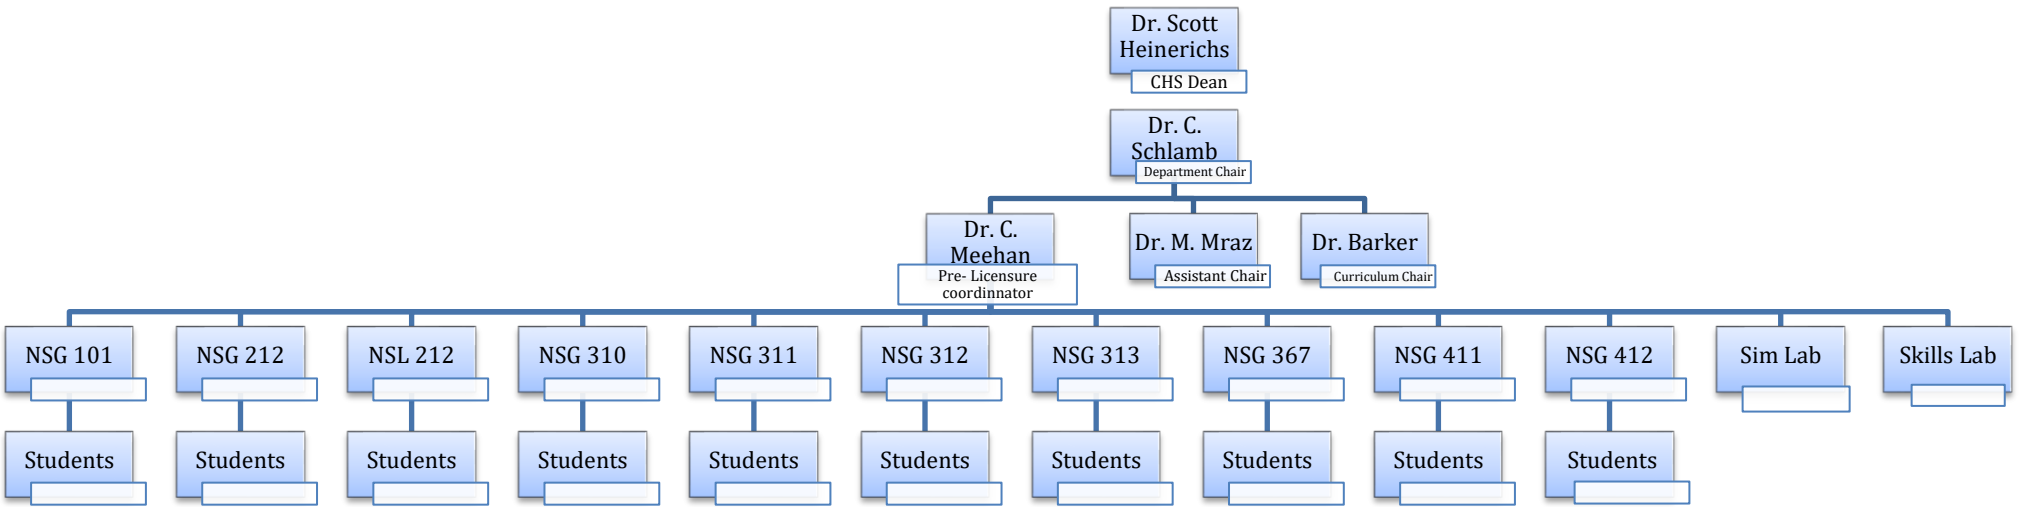 Dr. Scott
Heinerichs
CHS Dean
Dr. C.
Schlamb
Department Chair
Dr. C.
Meehan
Pre- Licensure
coordinnator
Dr. M. Mraz
Assistant Chair
Dr. Barker
Curriculum Chair
NSG 101
NSG 212
NSL 212
NSG 310
NSG 311
NSG 312
NSG 313
NSG 367
NSG 411
NSG 412
Sim Lab
Skills Lab
Students
Students
Students
Students
Students
Students
Students
Students
Students
Students